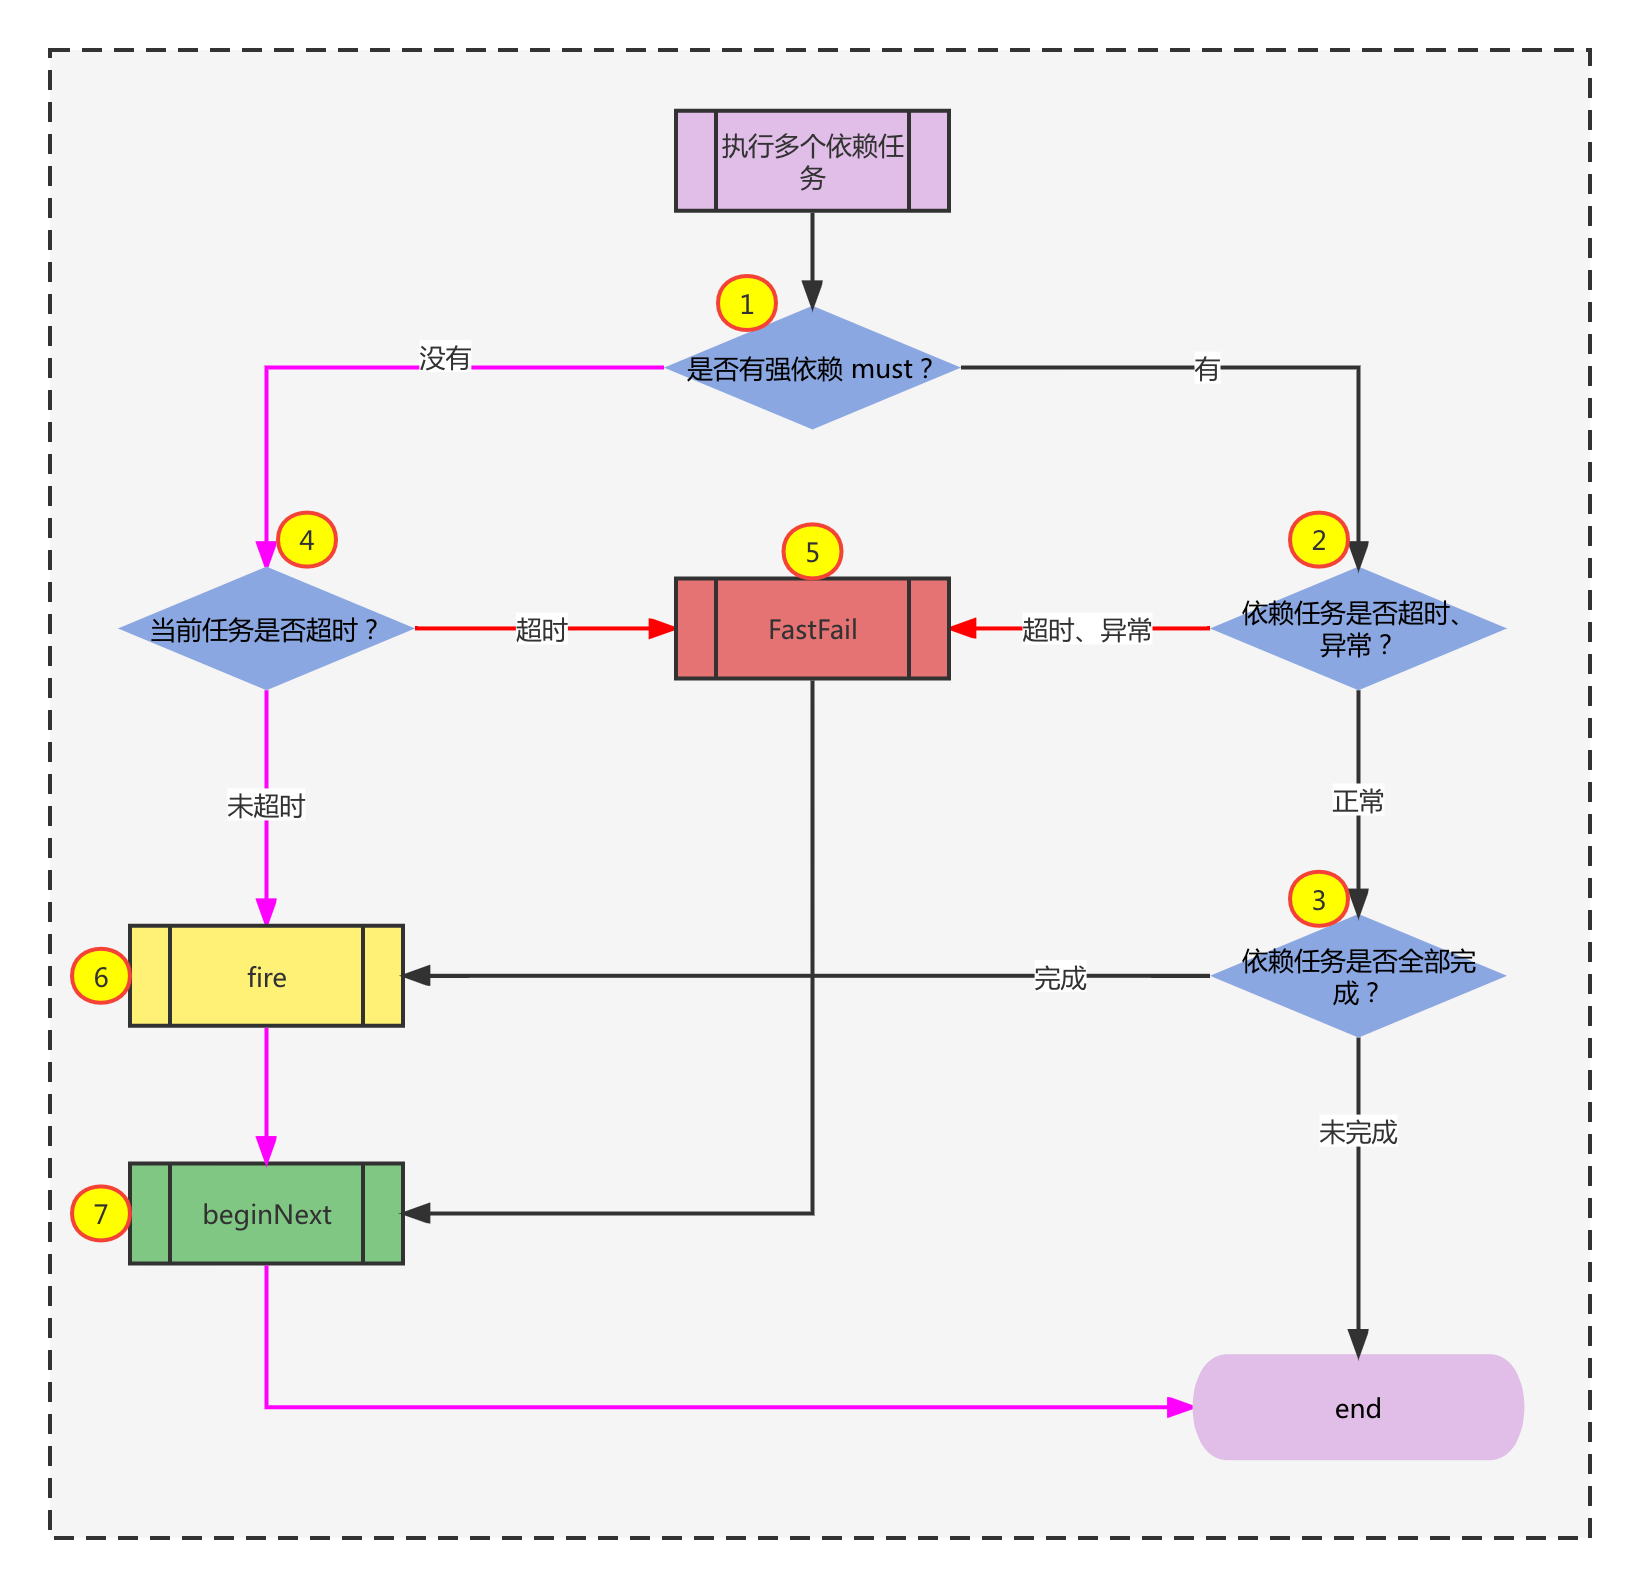 执行多个依赖任
务
1
是否有强依赖 must？
没有
有
4
5
2
当前任务是否超时？
超时
FastFail
超时、异常
依赖任务是否超时、
异常？
未超时
正常
3
6
fire
完成
依赖任务是否全部完
成？
未完成
7
beginNext
end